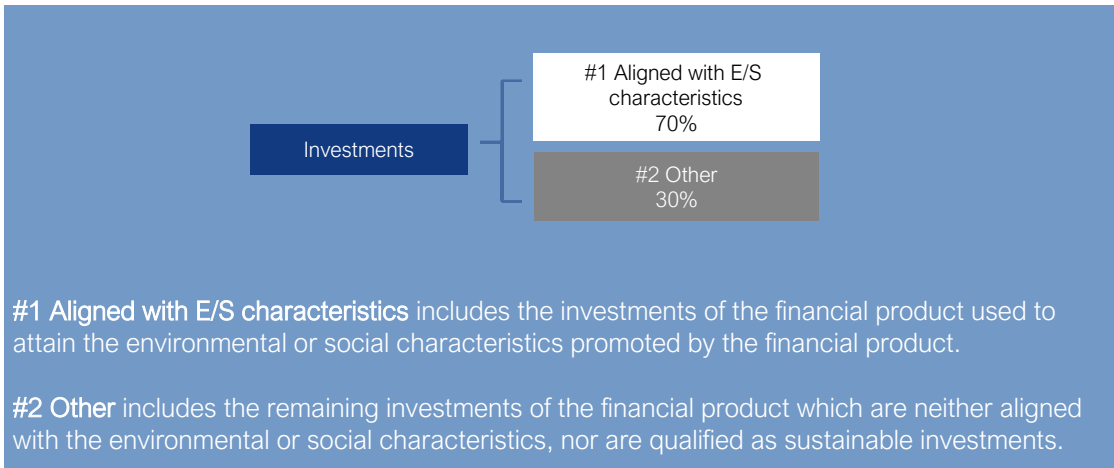 #1 Aligned with E/S
characteristics
70%
Investments
#2 Other
30%
#1 Aligned with E/S characteristics includes the investments of the financial product used to
attain the environmental or social characteristics promoted by the financial product.
#2 Other includes the remaining investments of the financial product which are neither aligned
with the environmental or social characteristics, nor are qualified as sustainable investments.